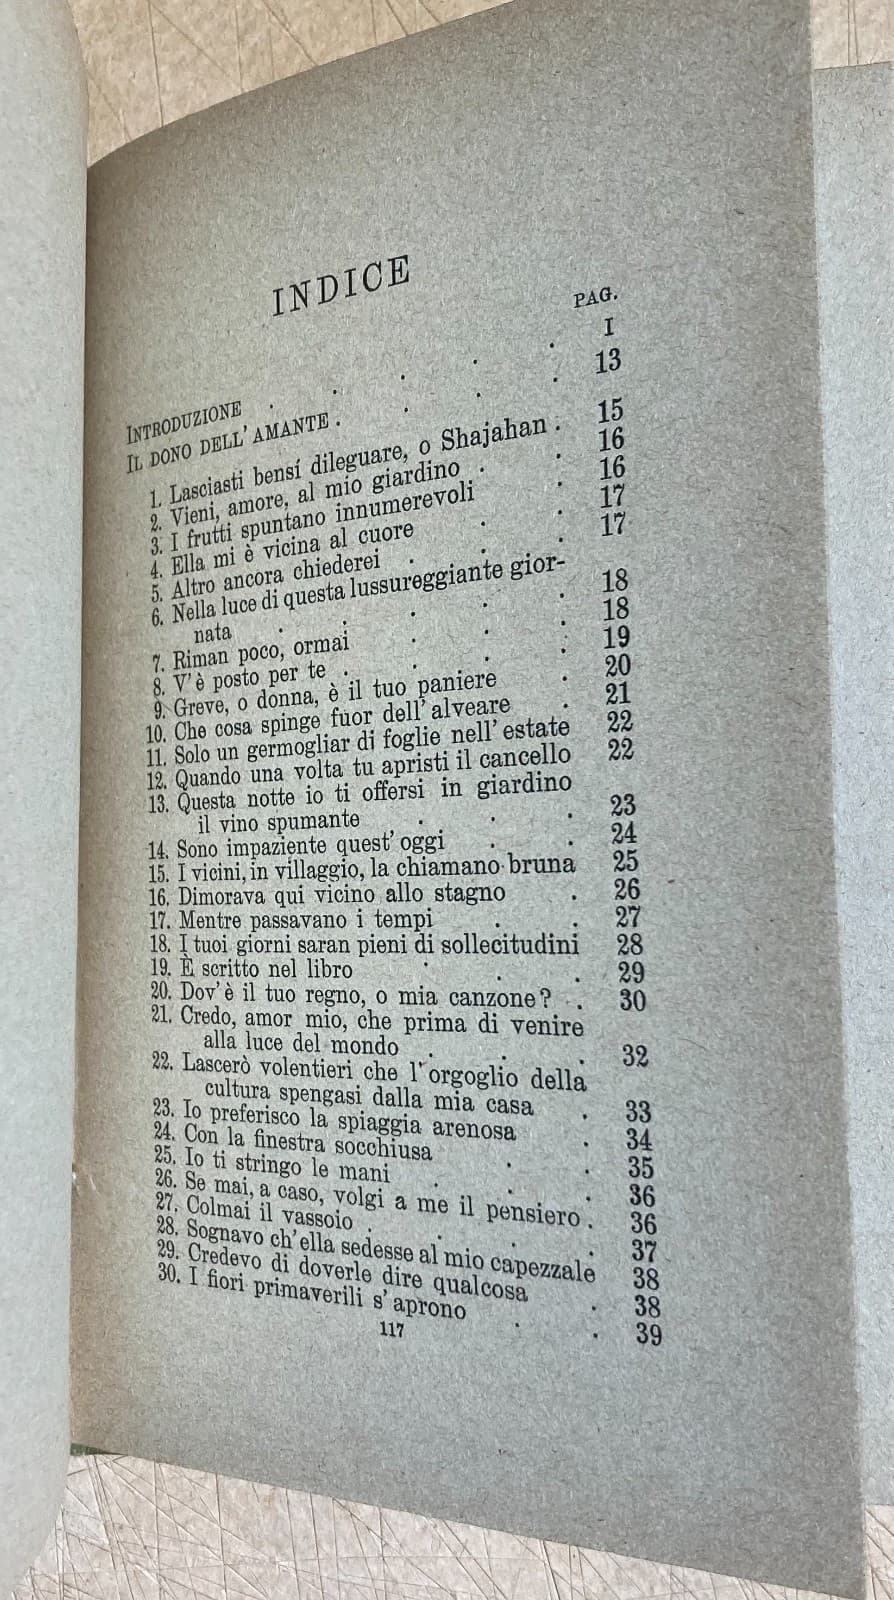 INDICE
PAG.
INTRODUZIONE . . . . . I
IL DONO DELL' AMANTE . . . . 13
1. Lasciasti bensí dileguare, o Shajahan . 15
2. Vieni, amore, al mio giardino . . 16
3. I frutti spuntano innumerevoli . 16
4. Ella mi è vicina al cuore . . 17
5. Altro ancora chiederei . . . 17
6. Nella luce di questa lussureggiante gior-
nata . . . . . 18
7. Riman poco, ormai . . . 18
8. V'è posto per te . . . . 19
9. Greve, o donna, è il tuo paniere . 20
10. Che cosa spinge fuor dell' alveare . 21
11. Solo un germogliar di foglie nell' estate 22
12. Quando una volta tu apristi il cancello 22
13. Questa notte io ti offersi in giardino
il vino spumante . . . 23
14. Sono impaziente quest' oggi . . 24
15. I vicini, in villaggio, la chiamano bruna 25
16. Dimorava qui vicino allo stagno . 26
17. Mentre passavano i tempi . . 27
18. I tuoi giorni saran pieni di sollecitudini 28
19. È scritto nel libro . . . 29
20. Dov'è il tuo regno, o mia canzone? . 30
21. Credo, amor mio, che prima di venire
alla luce del mondo . . . 32
22. Lascerò volentieri che l'orgoglio della
cultura spengasi dalla mia casa . 33
23. Io preferisco la spiaggia arenosa . 34
24. Con la finestra socchiusa . . 35
25. Io ti stringo le mani . . . 36
26. Se mai, a caso, volgi a me il pensiero . 36
27. Colmai il vassoio . . . . 37
28. Sognavo ch'ella sedesse al mio capezzale 38
29. Credevo di doverle dire qualcosa . 38
30. I fiori primaverili s'aprono . . 39
117